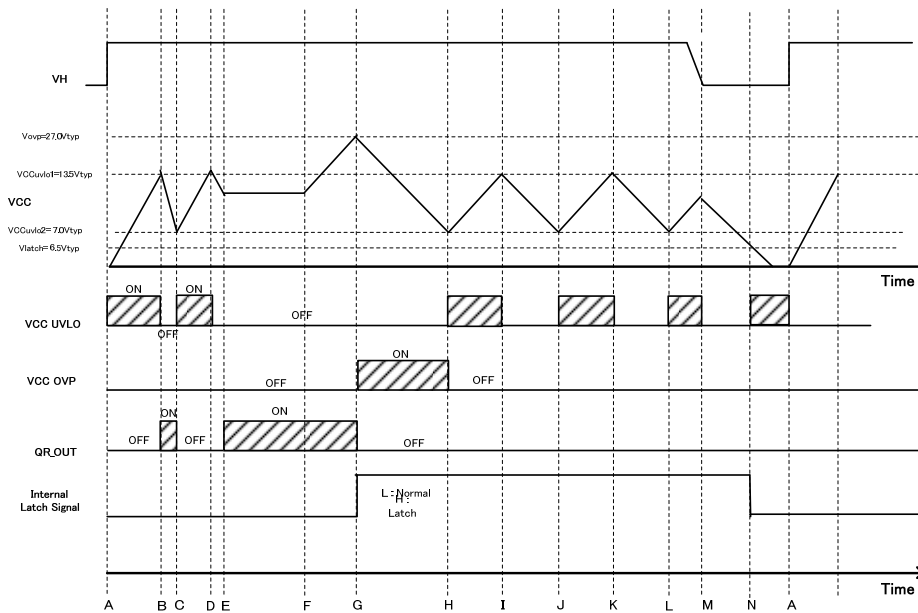 VH
Vovp=27.0Vtyp
VCCuvlo1=13.5Vtyp
VCC
VCCuvlo2= 7.0Vtyp
Vlatch= 6.5Vtyp
Time
ON
ON
VCC UVLO
OFF
OFF
ON
VCC OVP
OFF
OFF
ON
ON
OFF
OFF
OFF
QR_OUT
Internal
Latch Signal
L : Normal
H :
Latch
Time
A B C D E F G H I J K L M N A